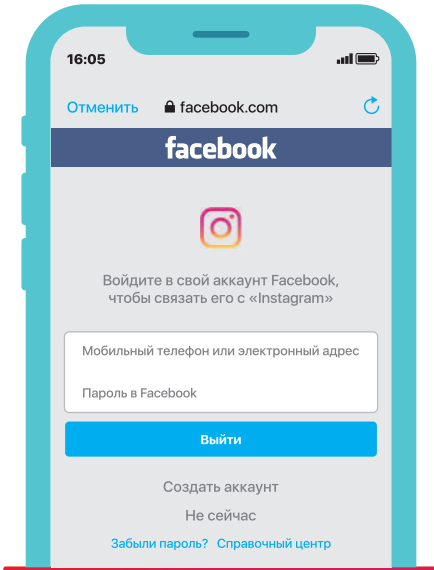 16:05
Отменить facebook.com
facebook
Войдите в свой аккаунт Facebook,
чтобы связать его с «Instagram»
Мобильный телефон или электронный адрес
Пароль в Facebook
Выйти
Создать аккаунт
Не сейчас
Забыли пароль? Справочный центр